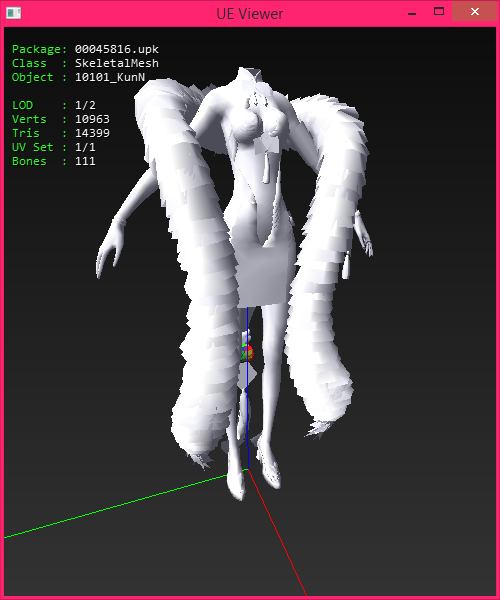 UE Viewer
Package: 00045816.upk
Class  : SkeletalMesh
Object : 10101_KunN
LOD    : 1/2
Verts  : 10963
Tris   : 14399
UV Set : 1/1
Bones  : 111